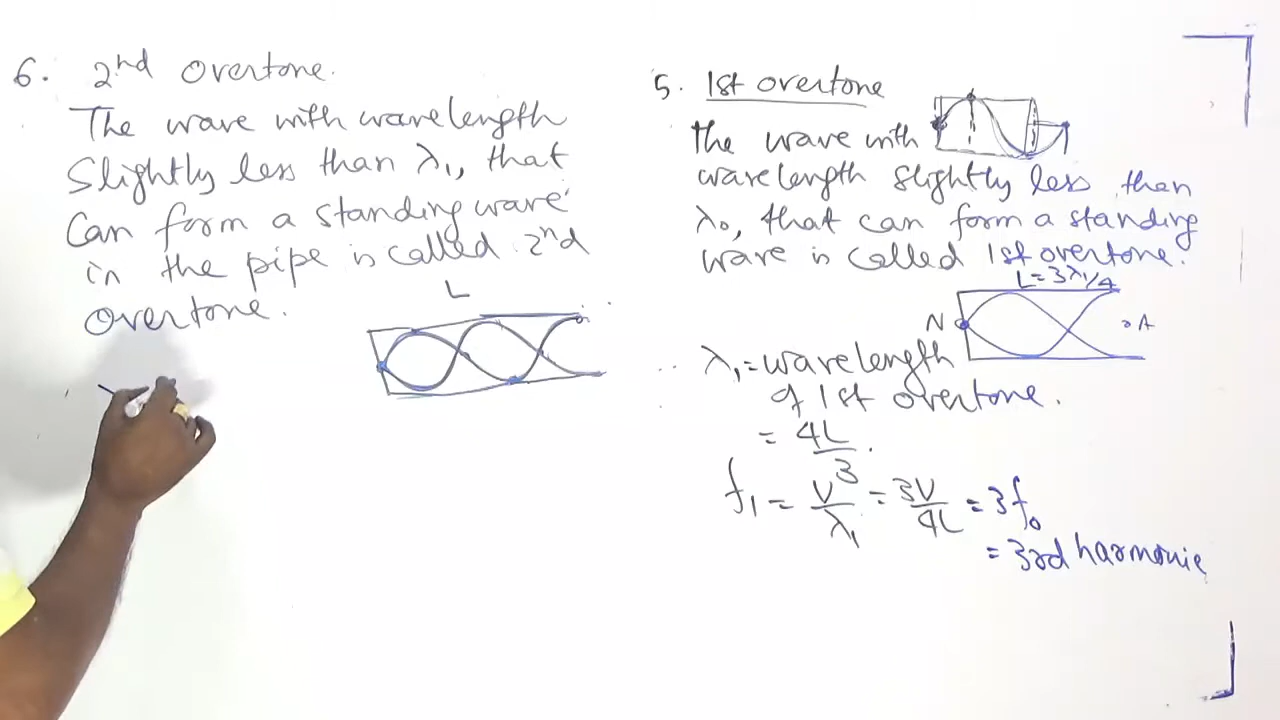 6. 2nd overtone.
The wave with wavelength
Slightly less than λ₁, that
Can form a standing wave
in the pipe is called 2nd
overtone.
L
5. 1st overtone
the wave with
wavelength slightly less than
λ₀, that can form a standing
wave is called 1st overtone.
L = 3λ₁/4
N
A
λ₁ = wavelength
of 1st overtone.
= 4L/3.
f₁ = V/λ₁ = 3V/4L = 3f₀
= 3rd harmonic